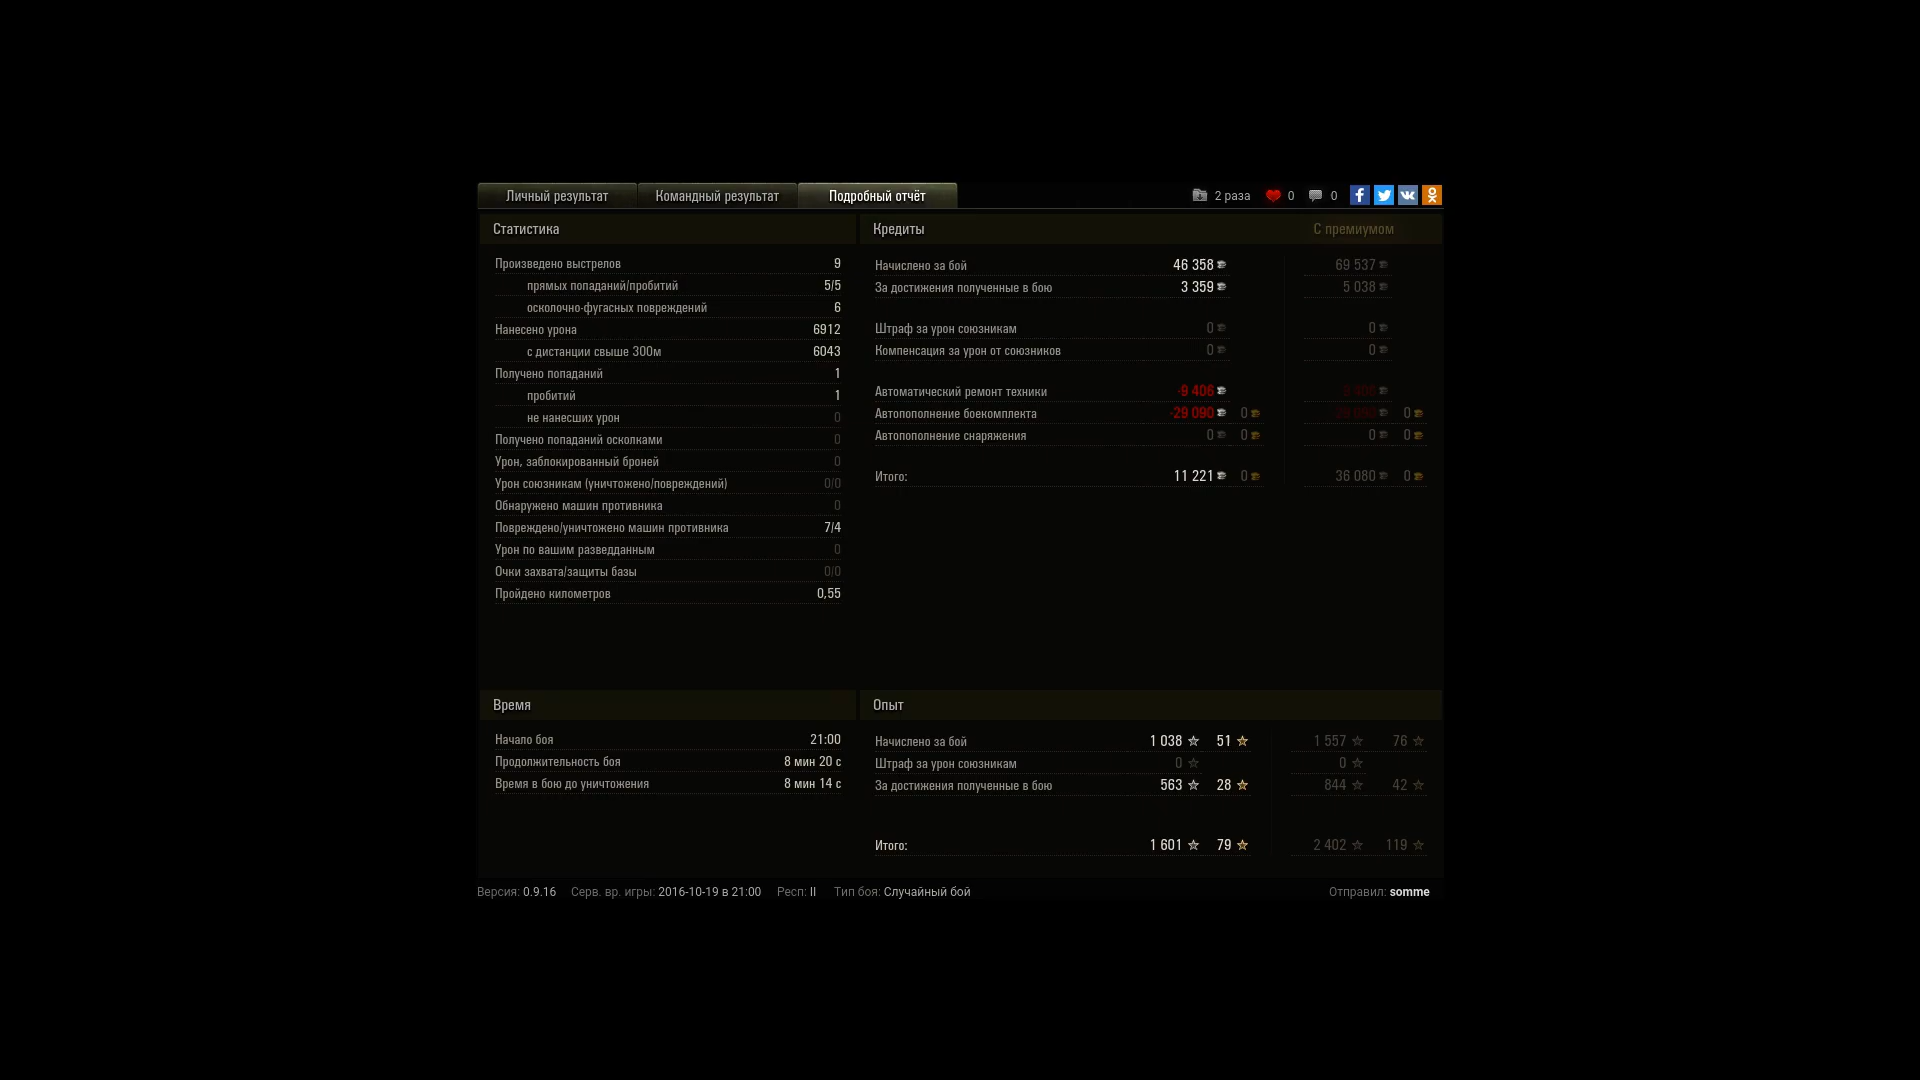 Личный результат Командный результат Подробный отчёт 2 раза 0 0
Статистика
Произведено выстрелов 9
прямых попаданий/пробитий 5/5
осколочно-фугасных повреждений 6
Нанесено урона 6912
с дистанции свыше 300м 6043
Получено попаданий 1
пробитий 1
не нанесших урон 0
Получено попаданий осколками 0
Урон, заблокированный броней 0
Урон союзникам (уничтожено/повреждений) 0/0
Обнаружено машин противника 0
Повреждено/уничтожено машин противника 7/4
Урон по вашим разведданным 0
Очки захвата/защиты базы 0/0
Пройдено километров 0,55
Кредиты С премиумом
Начислено за бой 46 358 69 537
За достижения полученные в бою 3 359 5 038
Штраф за урон союзникам 0 0
Компенсация за урон от союзников 0 0
Автоматический ремонт техники -9 406 -9 406
Автопополнение боекомплекта -29 090 0 -29 090 0
Автопополнение снаряжения 0 0 0 0
Итого: 11 221 0 36 080 0
Время
Начало боя 21:00
Продолжительность боя 8 мин 20 с
Время в бою до уничтожения 8 мин 14 с
Опыт
Начислено за бой 1 038 51 1 557 76
Штраф за урон союзникам 0 0
За достижения полученные в бою 563 28 844 42
Итого: 1 601 79 2 402 119
Версия: 0.9.16 Серв. вр. игры: 2016-10-19 в 21:00 Респ: II Тип боя: Случайный бой Отправил: somme